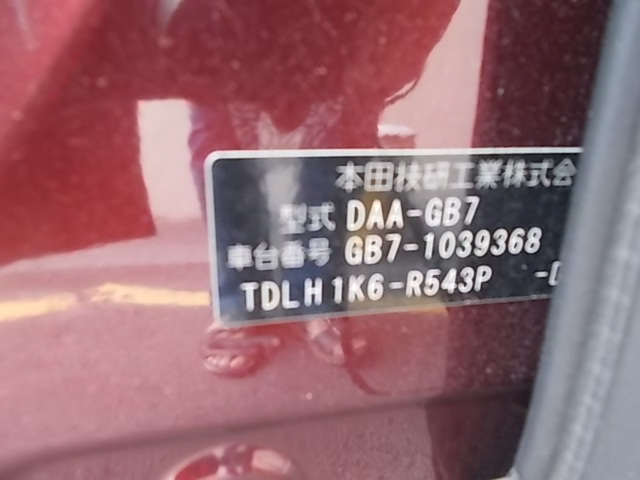 本田技研工業株式会
型式 DAA-GB7
車台番号 GB7-1039368
TDLH1K6-R543P -D